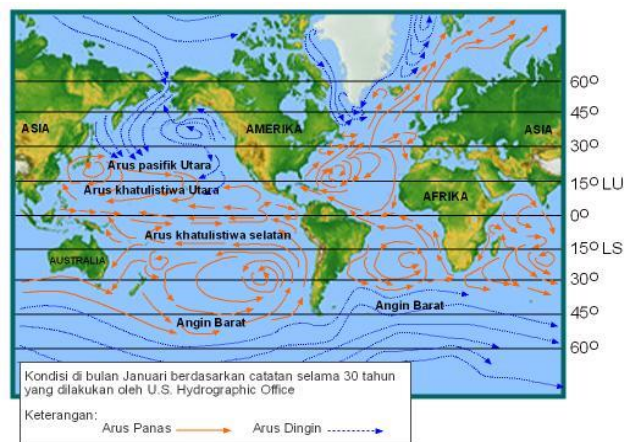 60°
45°
ASIA
AMERIKA
ASIA
30°
Arus pasifik Utara
15° LU
Arus khatulistiwa Utara
AFRIKA
0°
Arus khatulistiwa selatan
15° LS
AUSTRALIA
30°
Angin Barat
Angin Barat
45°
60°
Kondisi di bulan Januari berdasarkan catatan selama 30 tahun
yang dilakukan oleh U.S. Hydrographic Office
Keterangan:
Arus Panas
Arus Dingin